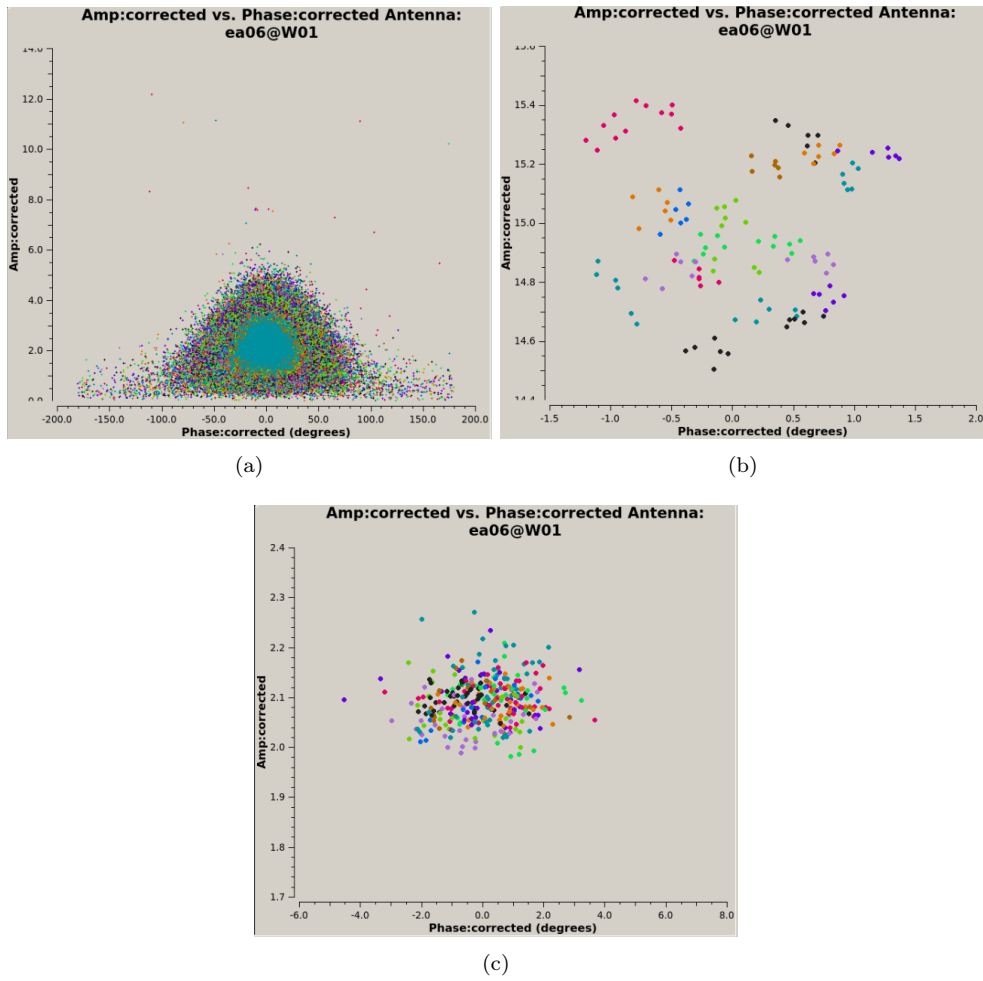 Amp:corrected vs. Phase:corrected Antenna:
ea06@W01
14.0
12.0
10.0
8.0
6.0
4.0
2.0
0.0
Amp:corrected
-200.0 -150.0 -100.0 -50.0 0.0 50.0 100.0 150.0 200.0
Phase:corrected (degrees)
(a)
Amp:corrected vs. Phase:corrected Antenna:
ea06@W01
15.6
15.4
15.2
15.0
14.8
14.6
14.4
Amp:corrected
-1.5 -1.0 -0.5 0.0 0.5 1.0 1.5 2.0
Phase:corrected (degrees)
(b)
Amp:corrected vs. Phase:corrected Antenna:
ea06@W01
2.4
2.3
2.2
2.1
2.0
1.9
1.8
1.7
Amp:corrected
-6.0 -4.0 -2.0 0.0 2.0 4.0 6.0 8.0
Phase:corrected (degrees)
(c)